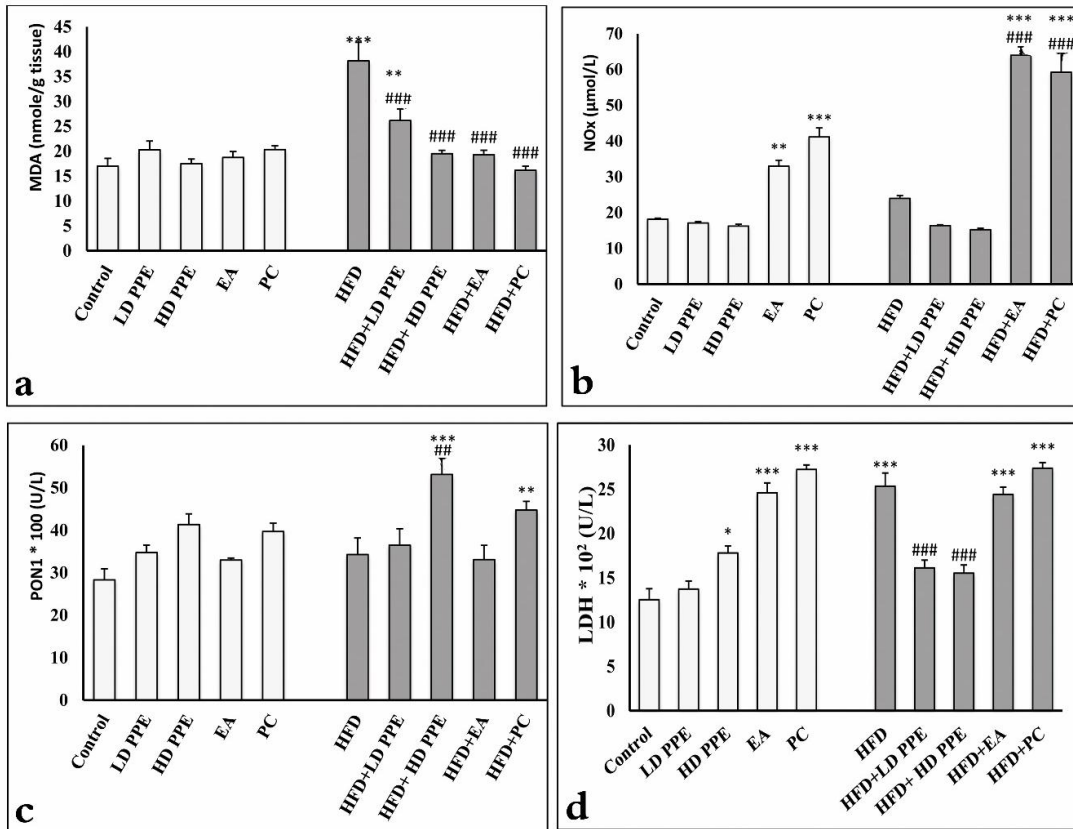 MDA (nmole/g tissue)
45
40
35
30
25
20
15
10
5
0
***
**
###
###
###
###
Control
LD PPE
HD PPE
EA
PC
HFD
HFD+LD PPE
HFD+ HD PPE
HFD+EA
HFD+PC
a
NOx (µmol/L)
70
60
50
40
30
20
10
0
**
***
***
###
***
###
Control
LD PPE
HD PPE
EA
PC
HFD
HFD+LD PPE
HFD+ HD PPE
HFD+EA
HFD+PC
b
PON1 * 100 (U/L)
60
50
40
30
20
10
0
***
##
**
Control
LD PPE
HD PPE
EA
PC
HFD
HFD+LD PPE
HFD+ HD PPE
HFD+EA
HFD+PC
c
LDH * 10² (U/L)
30
25
20
15
10
5
0
*
***
***
***
###
###
***
***
Control
LD PPE
HD PPE
EA
PC
HFD
HFD+LD PPE
HFD+ HD PPE
HFD+EA
HFD+PC
d